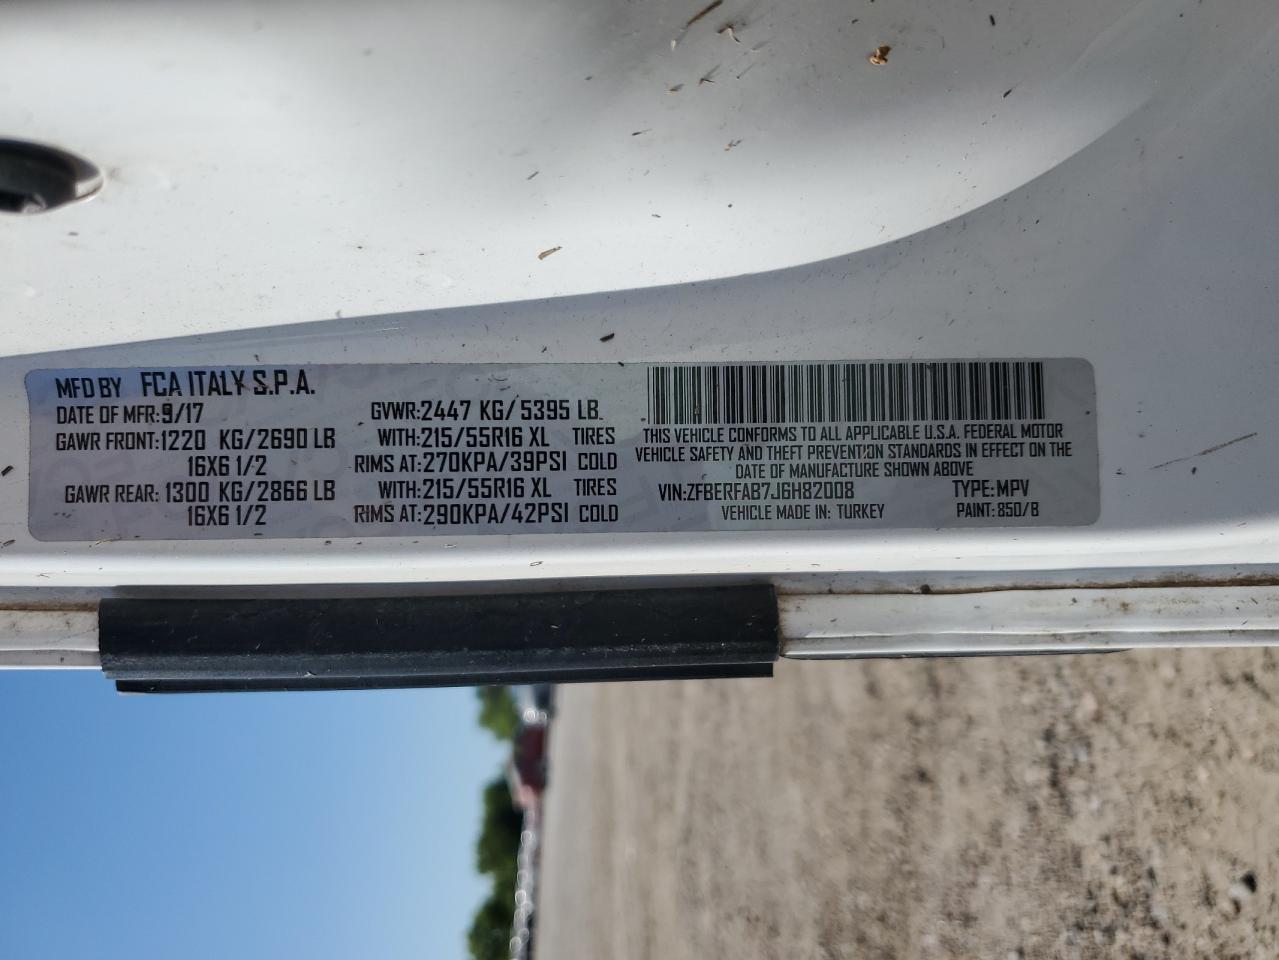 MFD BY FCA ITALY S.P.A.
DATE OF MFR:9/17 GVWR:2447 KG/5395 LB
GAWR FRONT:1220 KG/2690 LB WITH:215/55R16 XL TIRES
16X6 1/2 RIMS AT:270KPA/39PSI COLD
GAWR REAR:1300 KG/2866 LB WITH:215/55R16 XL TIRES
16X6 1/2 RIMS AT:290KPA/42PSI COLD
THIS VEHICLE CONFORMS TO ALL APPLICABLE U.S.A. FEDERAL MOTOR
VEHICLE SAFETY AND THEFT PREVENTION STANDARDS IN EFFECT ON THE
DATE OF MANUFACTURE SHOWN ABOVE
VIN:ZFBERFAB7J6H82008 TYPE:MPV
VEHICLE MADE IN: TURKEY PAINT:850/B